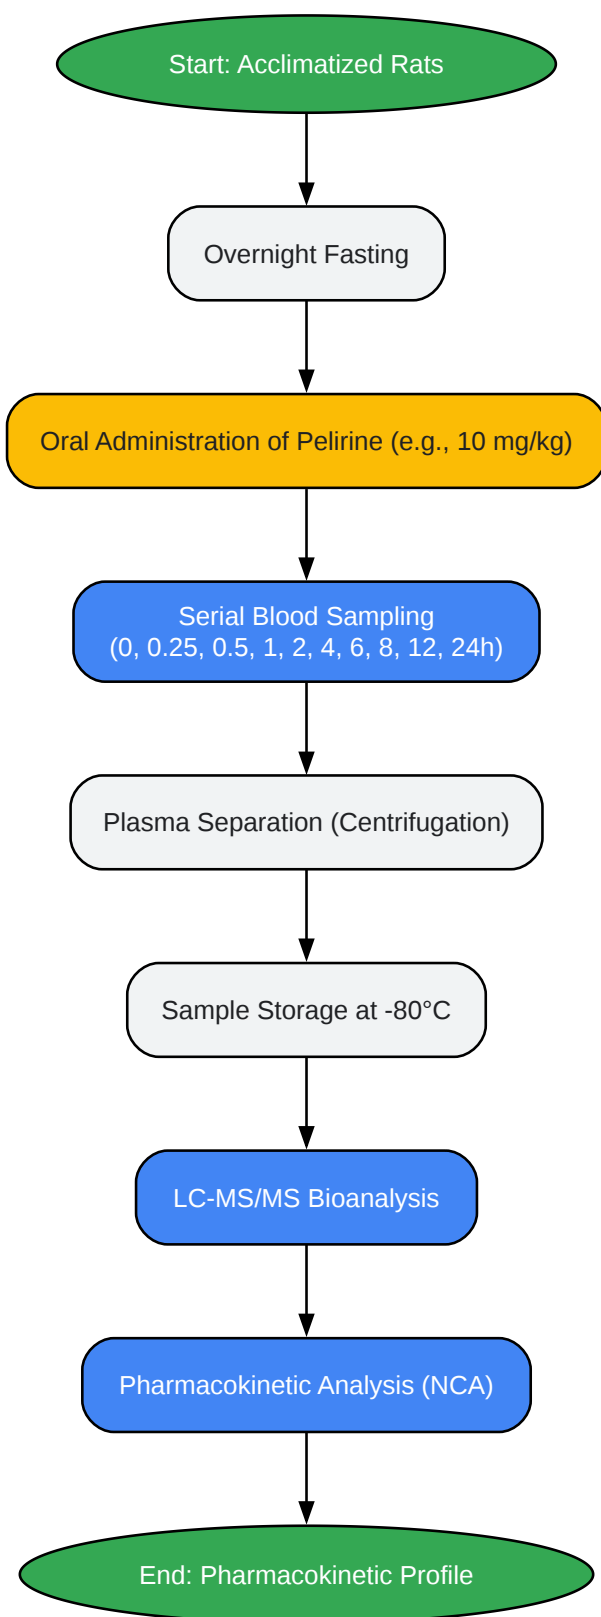 Start: Acclimatized Rats
Overnight Fasting
Oral Administration of Pelirine (e.g., 10 mg/kg)
Serial Blood Sampling
(0, 0.25, 0.5, 1, 2, 4, 6, 8, 12, 24h)
Plasma Separation (Centrifugation)
Sample Storage at -80°C
LC-MS/MS Bioanalysis
Pharmacokinetic Analysis (NCA)
End: Pharmacokinetic Profile